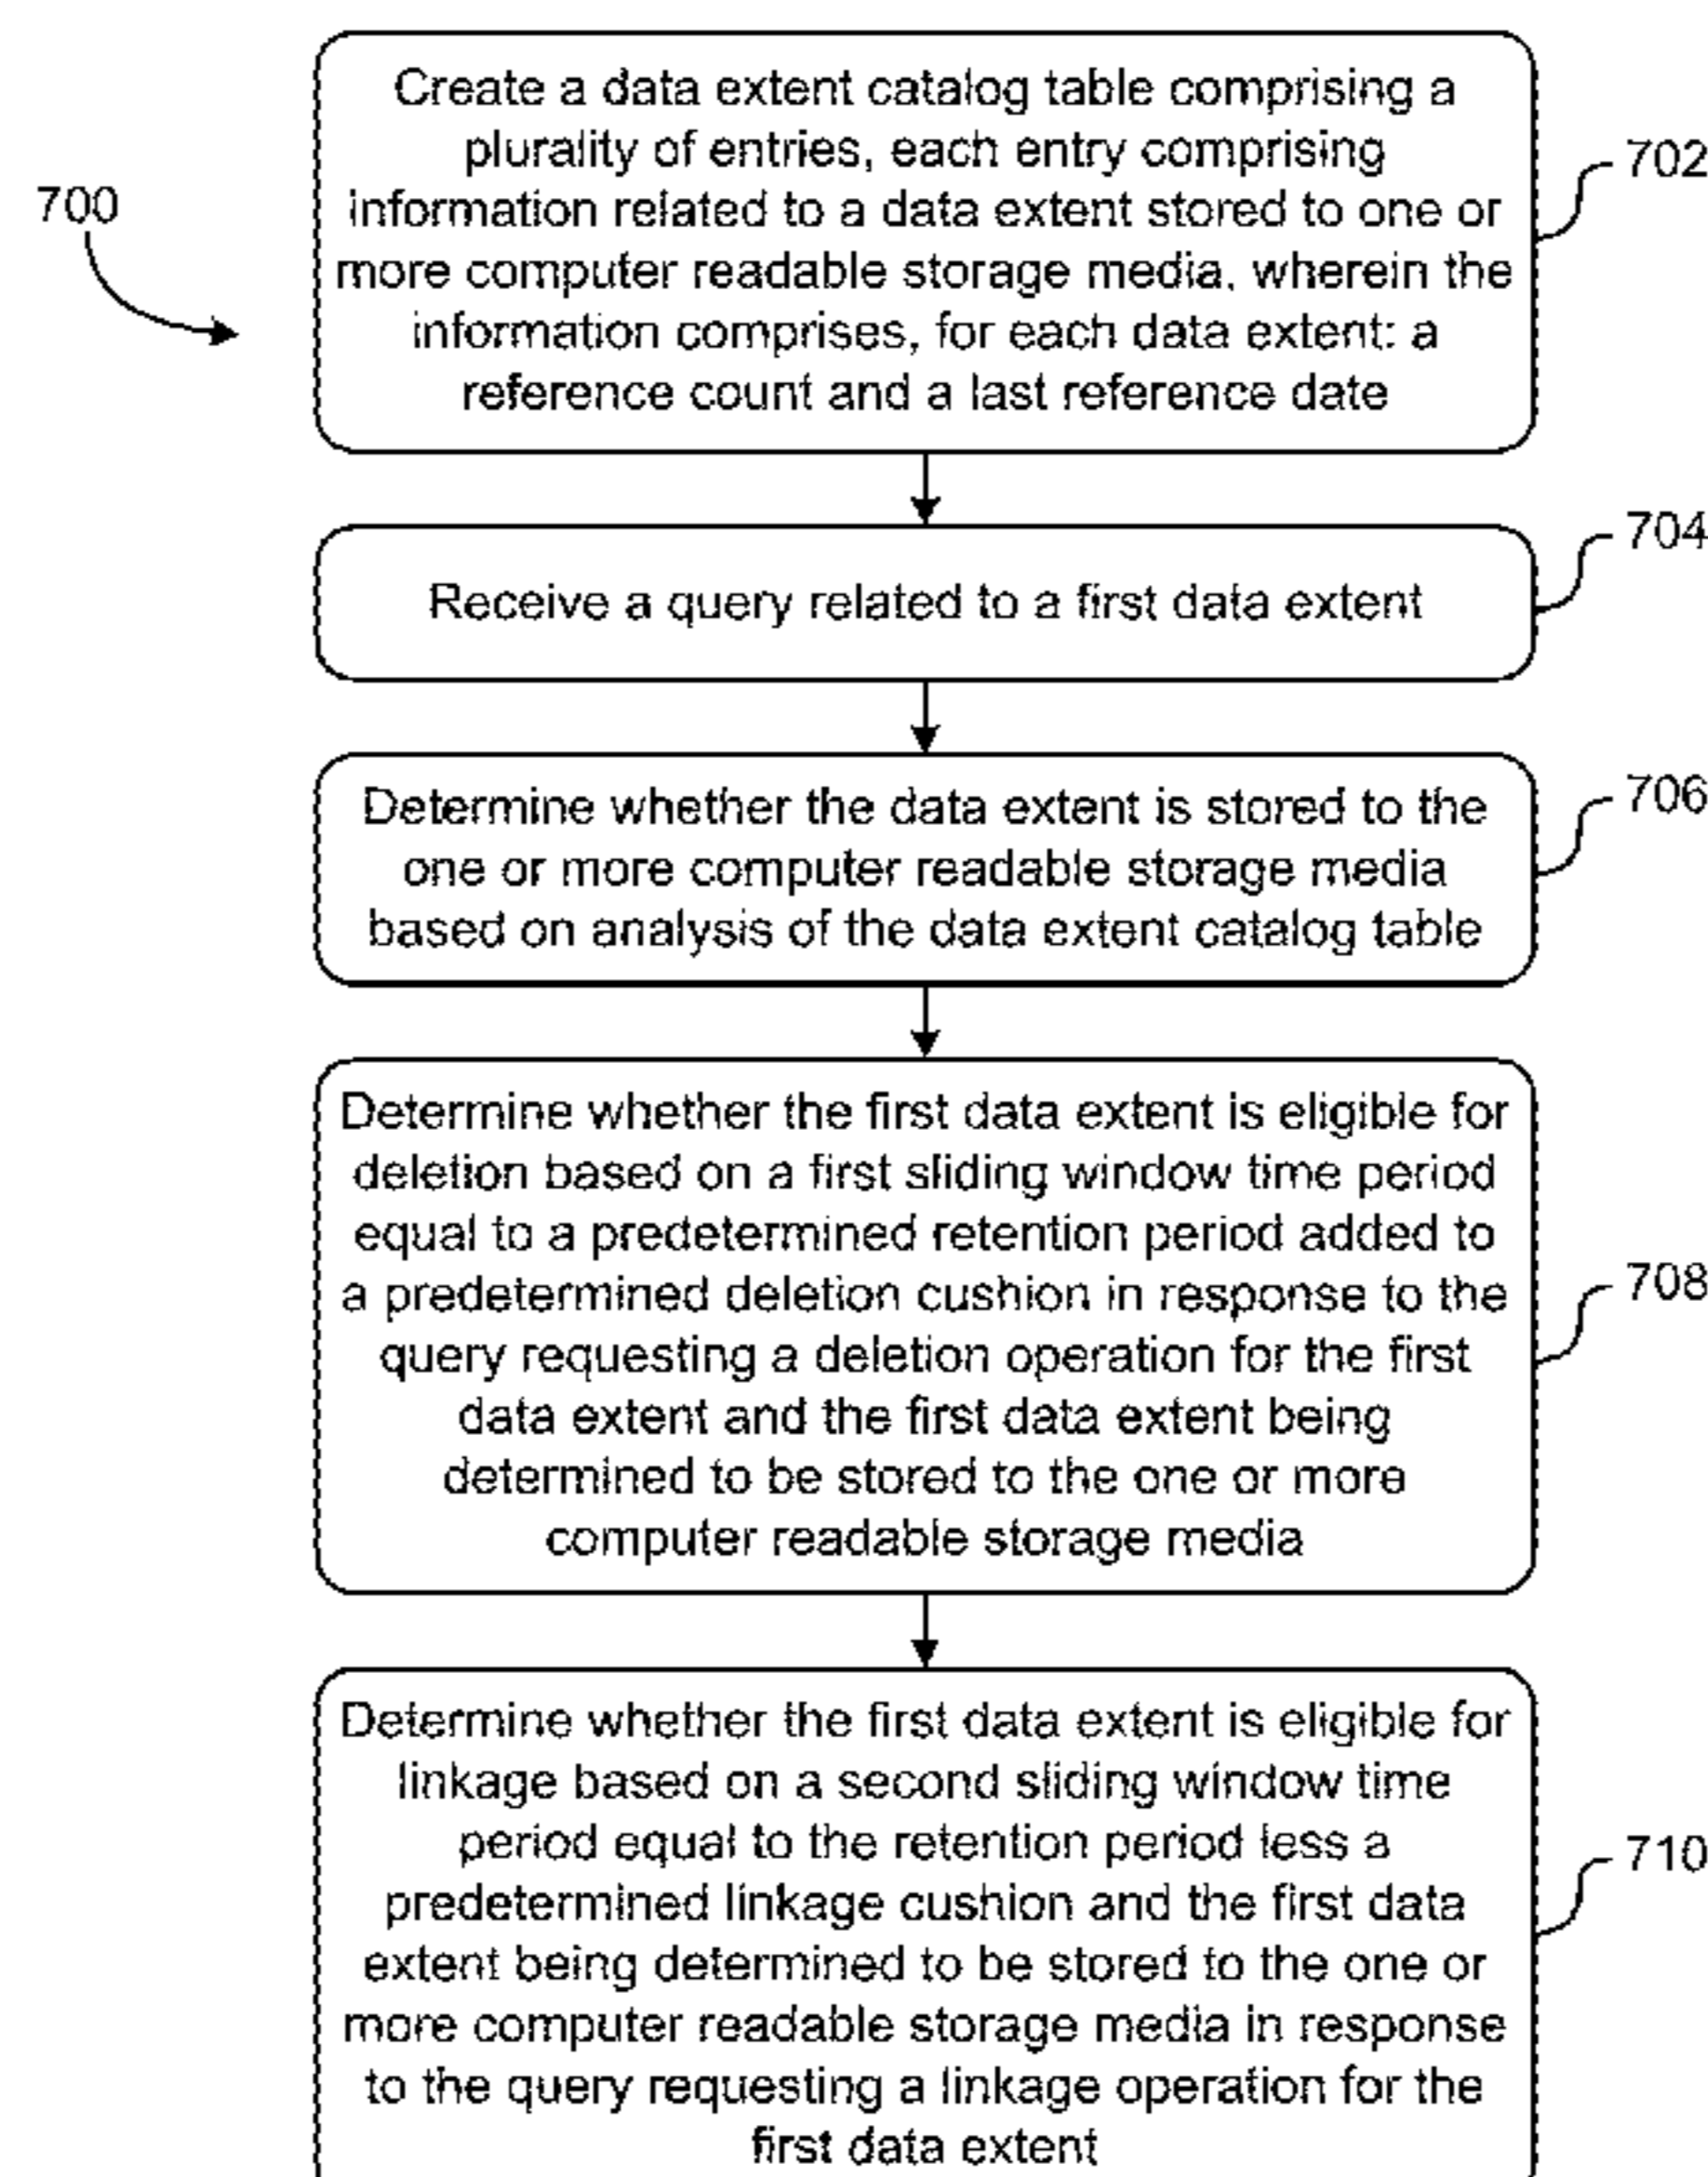 700
Create a data extent catalog table comprising a
plurality of entries, each entry comprising
information related to a data extent stored to one or
more computer readable storage media, wherein the
information comprises, for each data extent: a
reference count and a last reference date
702
Receive a query related to a first data extent
704
Determine whether the data extent is stored to the
one or more computer readable storage media
based on analysis of the data extent catalog table
706
Determine whether the first data extent is eligible for
deletion based on a first sliding window time period
equal to a predetermined retention period added to
a predetermined deletion cushion in response to the
query requesting a deletion operation for the first
data extent and the first data extent being
determined to be stored to the one or more
computer readable storage media
708
Determine whether the first data extent is eligible for
linkage based on a second sliding window time
period equal to the retention period less a
predetermined linkage cushion and the first data
extent being determined to be stored to the one or
more computer readable storage media in response
to the query requesting a linkage operation for the
first data extent
710